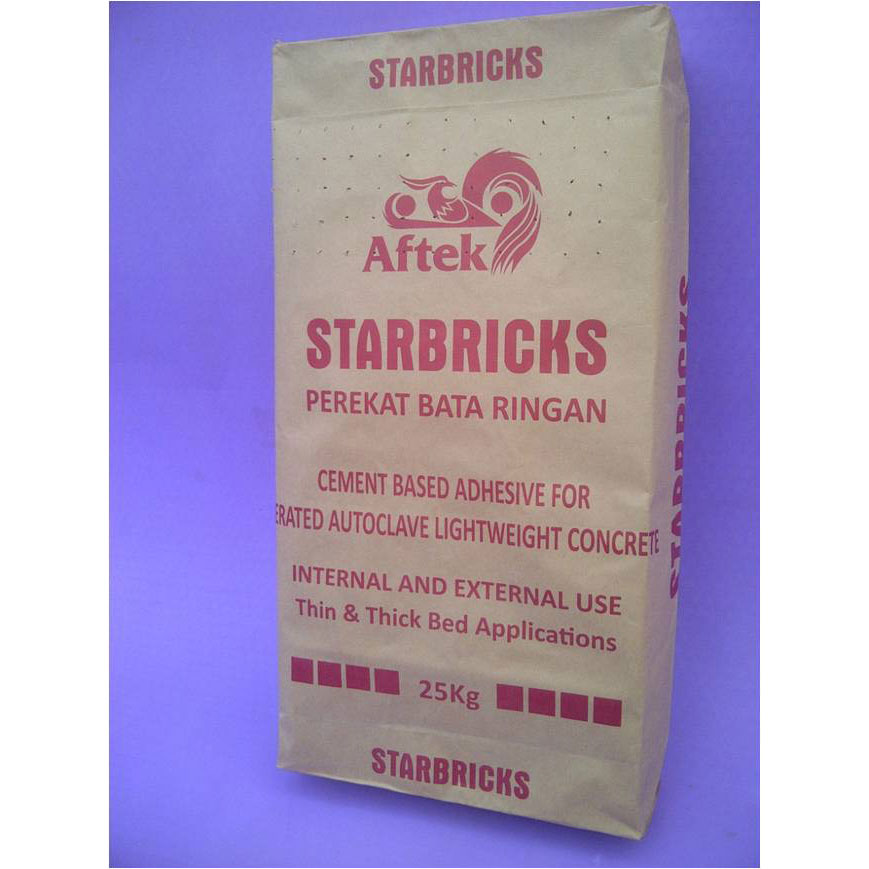 STARBRICKS
Aftek
STARBRICKS
PEREKAT BATA RINGAN
CEMENT BASED ADHESIVE FOR
ERATED AUTOCLAVE LIGHTWEIGHT CONCRETE
INTERNAL AND EXTERNAL USE
Thin & Thick Bed Applications
25Kg
STARBRICKS
STARBRICKS